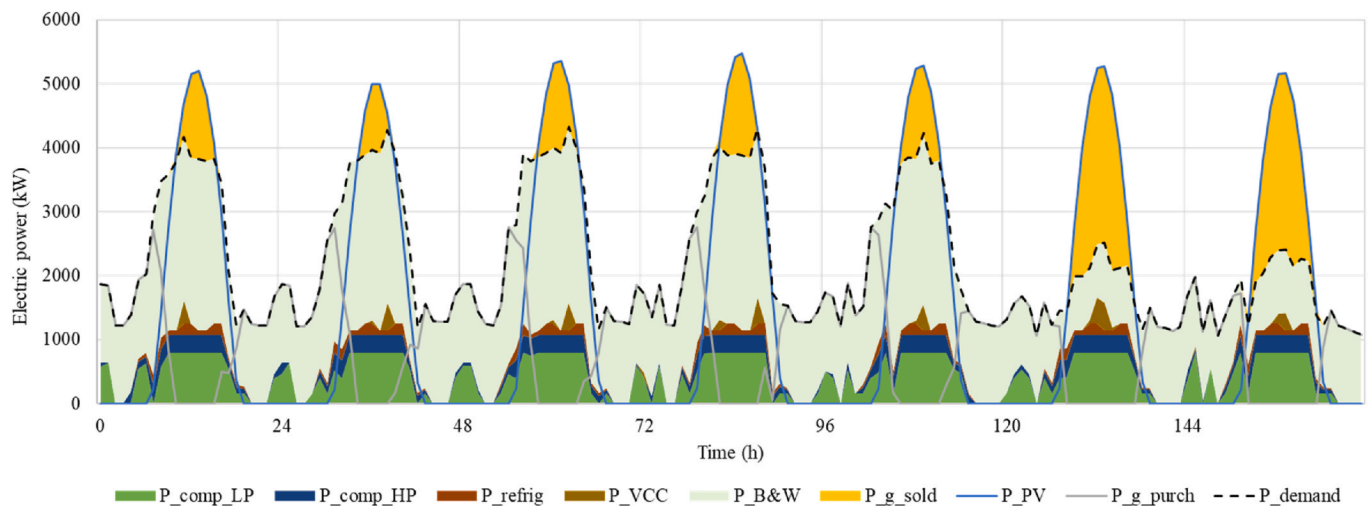 6000
5000
4000
3000
2000
1000
0
Electric power (kW)
0 24 48 72 96 120 144
Time (h)
P_comp_LP P_comp_HP P_refrig P_VCC P_B&W P_g_sold P_PV P_g_purch P_demand